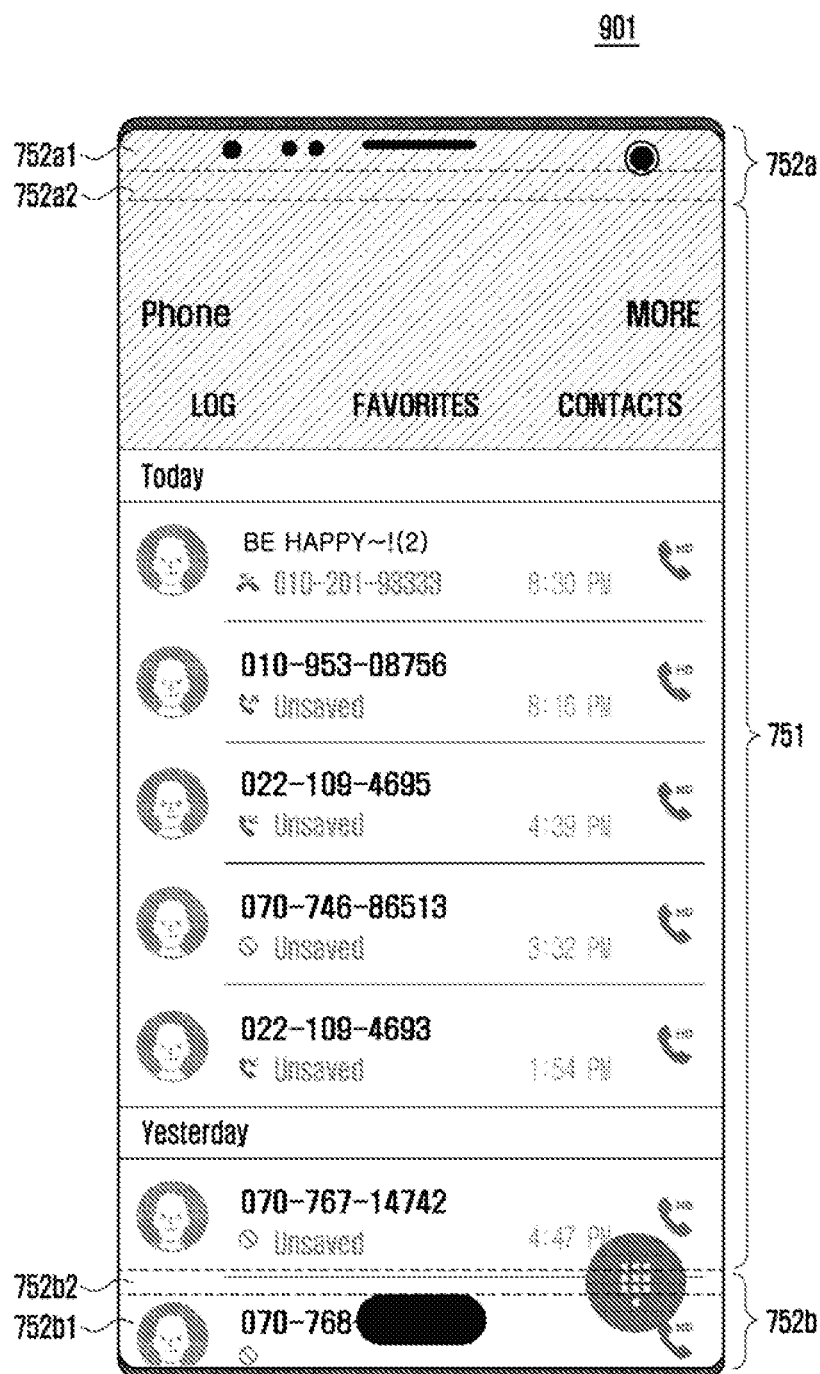 901
752a1
752a
752a2
Phone MORE
LOG FAVORITES CONTACTS
Today
BE HAPPY~!(2)
010-201-98333 8:30 PM
010-953-08756
Unsaved 8:16 PM
751
022-109-4695
Unsaved 4:39 PM
070-746-86513
Unsaved 3:32 PM
022-109-4693
Unsaved 1:54 PM
Yesterday
070-767-14742
Unsaved 4:47 PM
752b2
752b1
070-768
752b